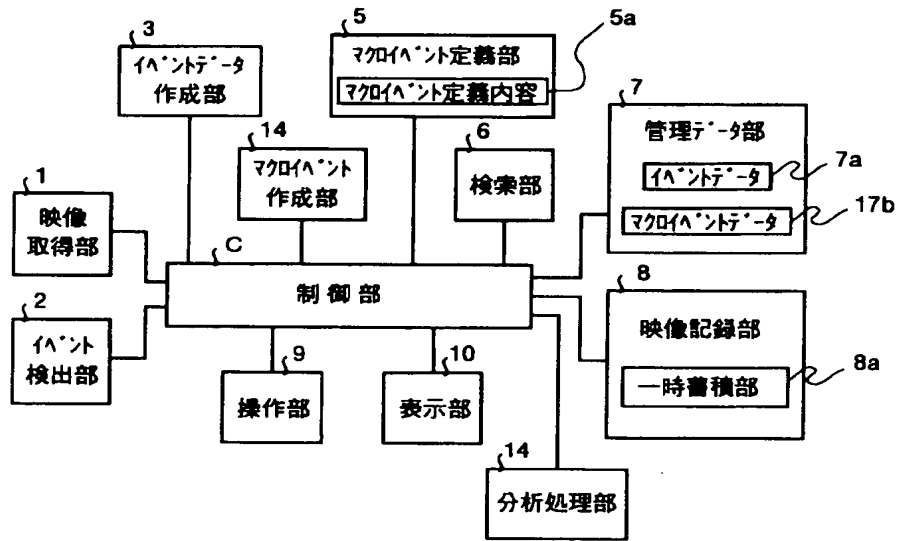 3
イベントデータ
作成部
5
マクロイベント定義部
マクロイベント定義内容
5a
14
マクロイベント
作成部
6
検索部
7
管理データ部
イベントデータ
7a
マクロイベントデータ
17b
1
映像
取得部
C
制御部
2
イベント
検出部
8
映像記録部
一時蓄積部
8a
9
操作部
10
表示部
14
分析処理部